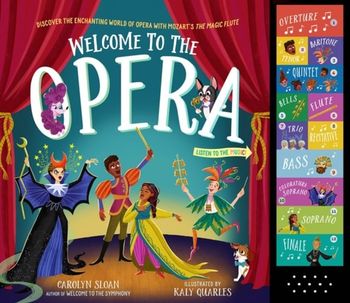 DISCOVER THE ENCHANTING WORLD OF OPERA WITH MOZART'S THE MAGIC FLUTE
WELCOME TO THE
OPERA
LISTEN TO THE MUSIC!
CAROLYN SLOAN
AUTHOR OF WELCOME TO THE SYMPHONY
ILLUSTRATED BY
KALY QUARLES
OVERTURE
BARITONE
TENOR
QUINTET
BELLS
FLUTE
TRIO
RECITATIVE
BASS
COLORATURA
SOPRANO
SOPRANO
FINALE